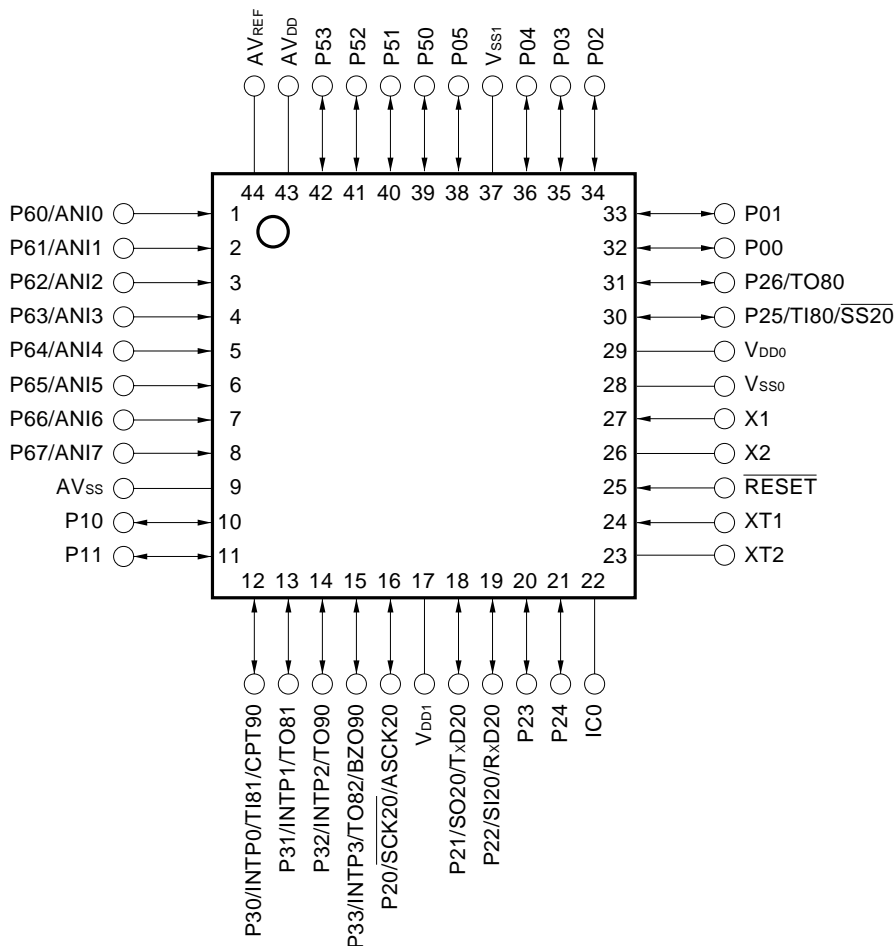 AVREF
AVDD
P53
P52
P51
P50
P05
VSS1
P04
P03
P02
44 43 42 41 40 39 38 37 36 35 34
P60/ANI0 1
P61/ANI1 2
P62/ANI2 3
P63/ANI3 4
P64/ANI4 5
P65/ANI5 6
P66/ANI6 7
P67/ANI7 8
AVSS 9
P10 10
P11 11
33 P01
32 P00
31 P26/TO80
30 P25/TI80/SS20
29 VDD0
28 VSS0
27 X1
26 X2
25 RESET
24 XT1
23 XT2
12 13 14 15 16 17 18 19 20 21 22
P30/INTP0/TI81/CPT90
P31/INTP1/TO81
P32/INTP2/TO90
P33/INTP3/TO82/BZO90
P20/SCK20/ASCK20
VDD1
P21/SO20/TxD20
P22/SI20/RxD20
P23
P24
IC0